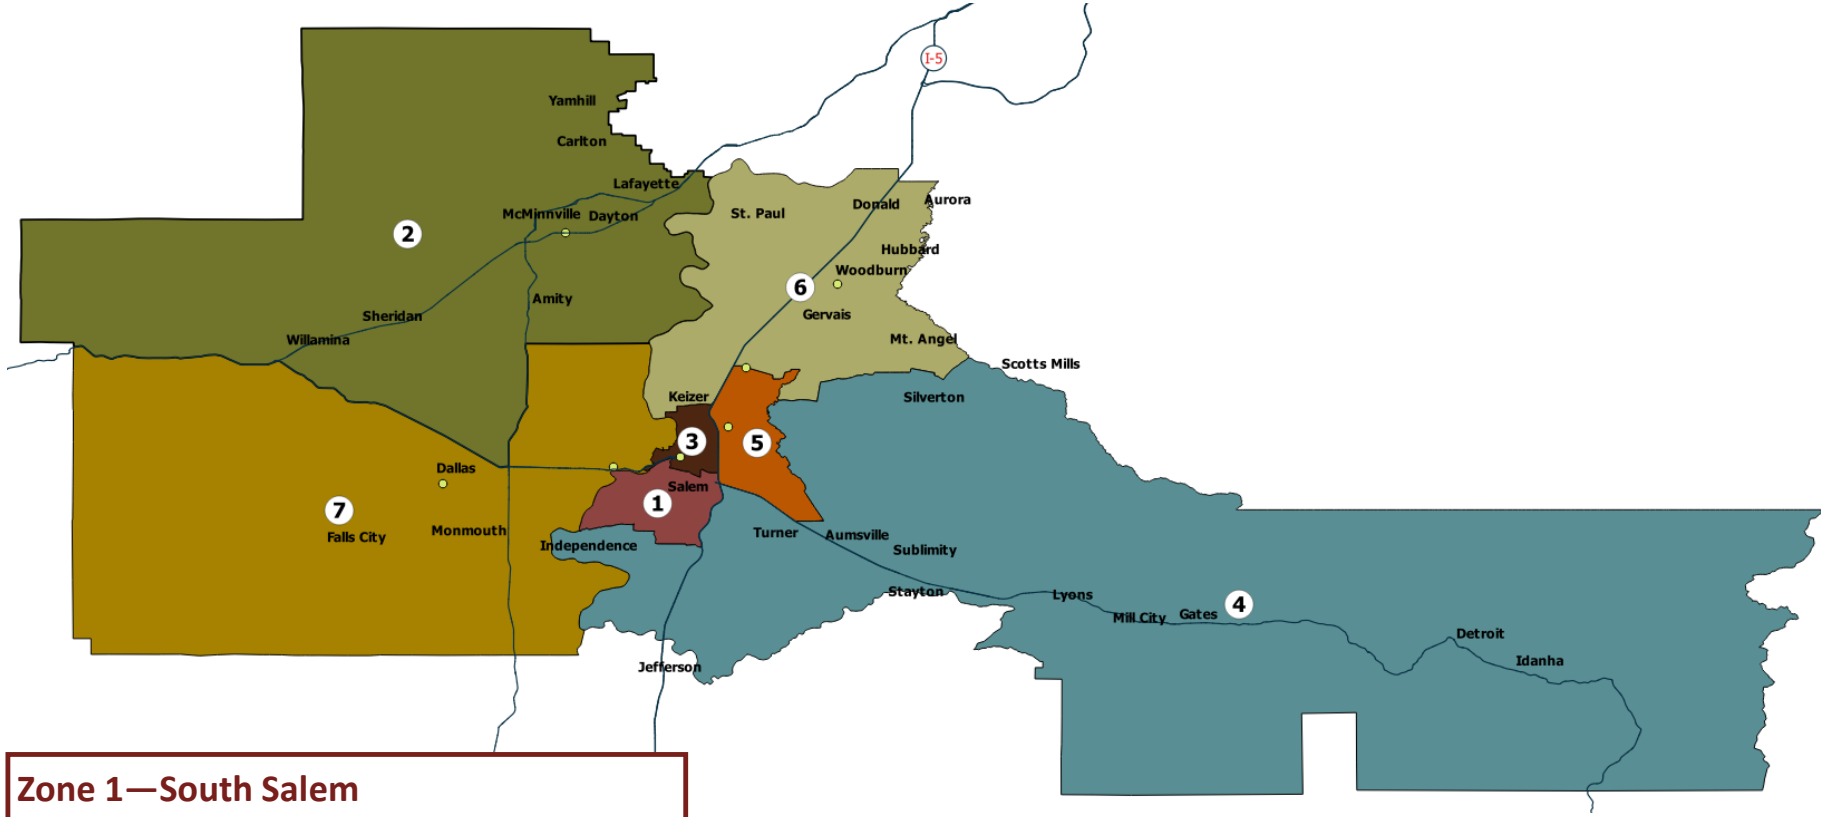 I-5
Yamhill
Carlton
Lafayette
Aurora
St. Paul
Donald
McMinnville
Dayton
2
Hubbard
Woodburn
6
Amity
Gervais
Sheridan
Willamina
Mt. Angel
Scotts Mills
Keizer
Silverton
3
5
Dallas
Salem
1
7
Monmouth
Turner
Aumsville
Falls City
Independence
Sublimity
Stayton
Lyons
4
Mill City
Gates
Detroit
Idanha
Jefferson
Zone 1—South Salem